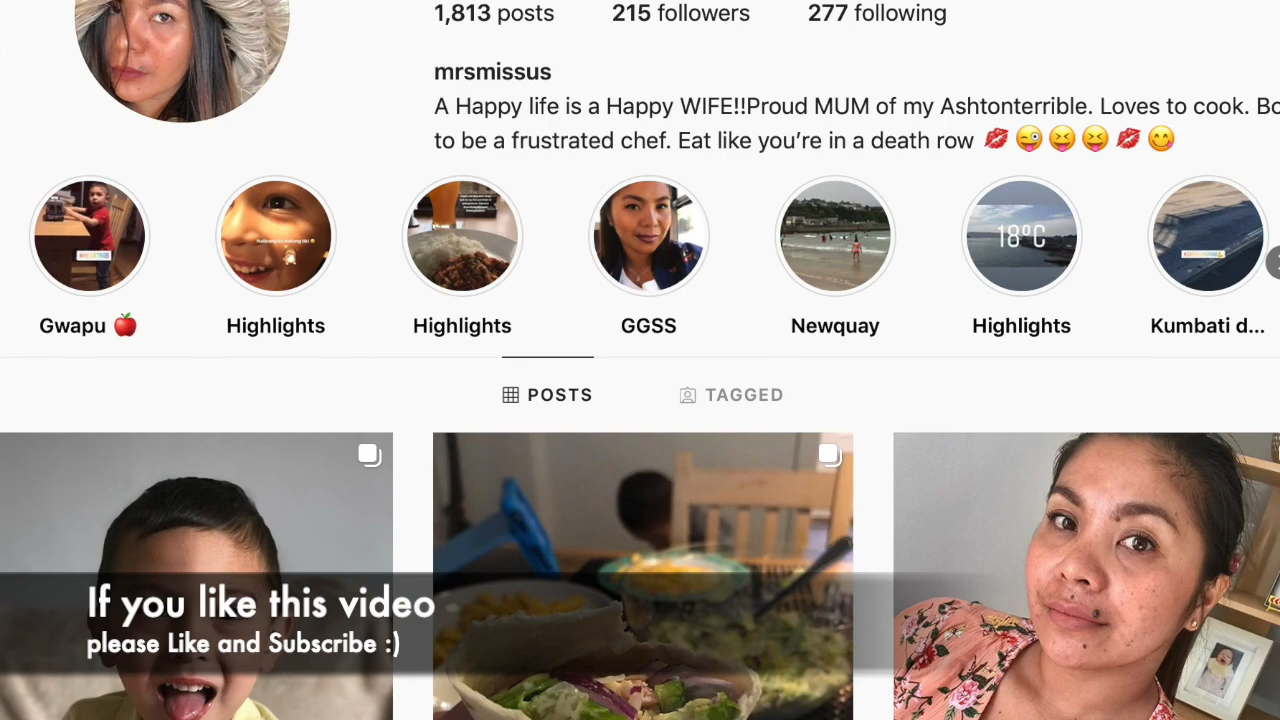 1,813 posts 215 followers 277 following
mrsmissus
A Happy life is a Happy WIFE!!Proud MUM of my Ashtonterrible. Loves to cook.
to be a frustrated chef. Eat like you’re in a death row 💋😜😝😝💋😋
18°C
Gwapu 🍎 Highlights Highlights GGSS Newquay Highlights Kumbati d...
POSTS TAGGED
If you like this video
please Like and Subscribe :)